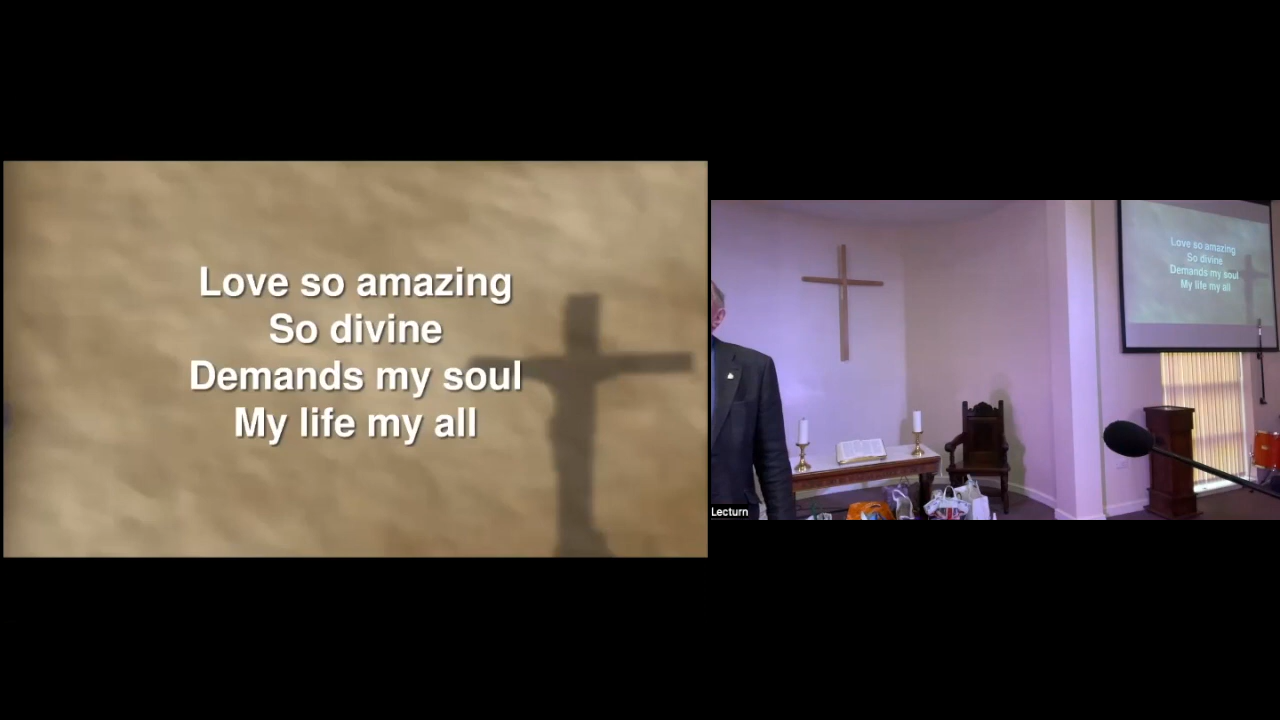 Love so amazing
So divine
Demands my soul
My life my all
Love so amazing
So divine
Demands my soul
My life my all
Lecturn